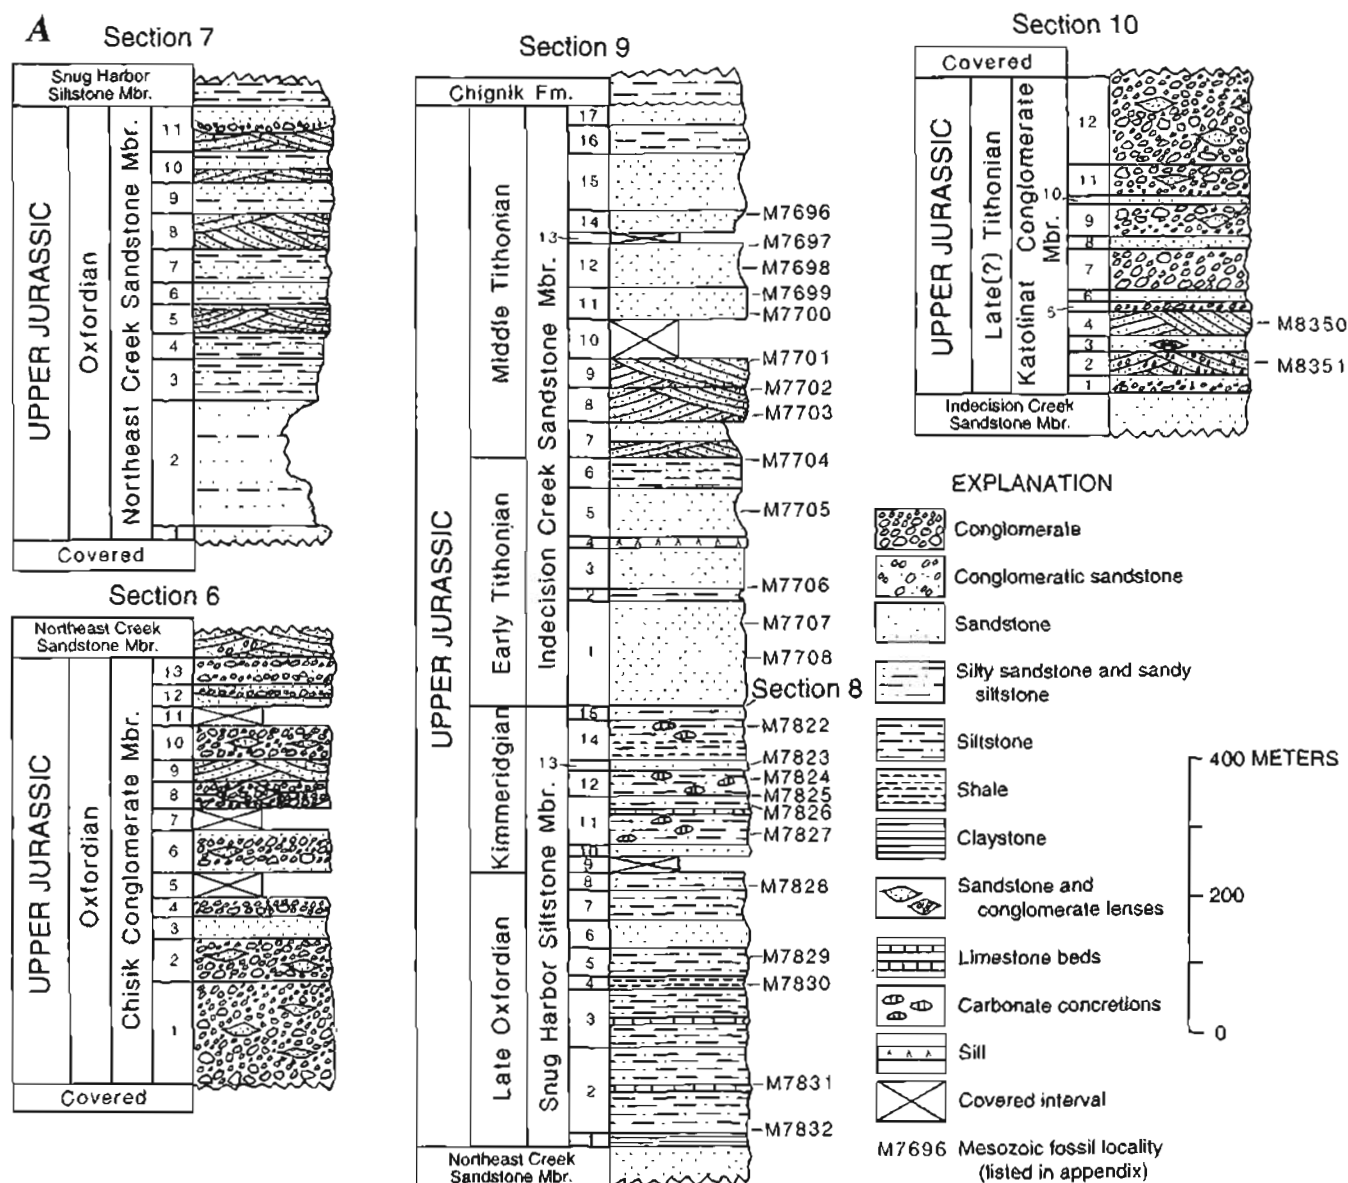 A
Section 7
Snug Harbor
Siltstone Mbr.
UPPER JURASSIC
Oxfordian
Northeast Creek Sandstone Mbr.
11
10
9
8
7
6
5
4
3
2
1
Covered
Section 6
Northeast Creek
Sandstone Mbr.
UPPER JURASSIC
Oxfordian
Chisik Conglomerate Mbr.
13
12
11
10
9
8
7
6
5
4
3
2
1
Covered
Section 9
Chignik Fm.
UPPER JURASSIC
Middle Tithonian
Early Tithonian
Indecision Creek Sandstone Mbr.
17
16
15
14
13
12
11
10
9
8
7
6
5
4
3
2
1
M7696
M7697
M7698
M7699
M7700
M7701
M7702
M7703
M7704
M7705
M7706
M7707
M7708
Section 8
Kimmeridgian
Late Oxfordian
Snug Harbor Siltstone Mbr.
15
14
13
12
11
10
9
8
7
6
5
4
3
2
1
M7822
M7823
M7824
M7825
M7826
M7827
M7828
M7829
M7830
M7831
M7832
Northeast Creek
Sandstone Mbr.
Section 10
Covered
UPPER JURASSIC
Late(?) Tithonian
Katolinat Conglomerate
Mbr.
12
11
10
9
8
7
6
5
4
3
2
1
M8350
M8351
Indecision Creek
Sandstone Mbr.
EXPLANATION
Conglomerate
Conglomeratic sandstone
Sandstone
Silty sandstone and sandy
siltstone
Siltstone
Shale
Claystone
Sandstone and
conglomerate lenses
Limestone beds
Carbonate concretions
Sill
Covered interval
M7696 Mesozoic fossil locality
(listed in appendix)
400 METERS
200
0